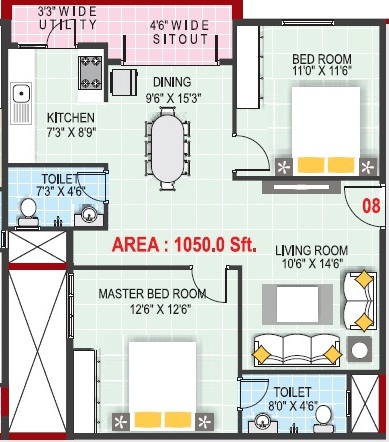 3'3" WIDE
UTILITY
4'6" WIDE
SITOUT
BED ROOM
11'0" X 11'6"
DINING
9'6" X 15'3"
KITCHEN
7'3" X 8'9"
TOILET
7'3" X 4'6"
08
AREA : 1050.0 Sft.
LIVING ROOM
10'6" X 14'6"
MASTER BED ROOM
12'6" X 12'6"
TOILET
8'0" X 4'6"